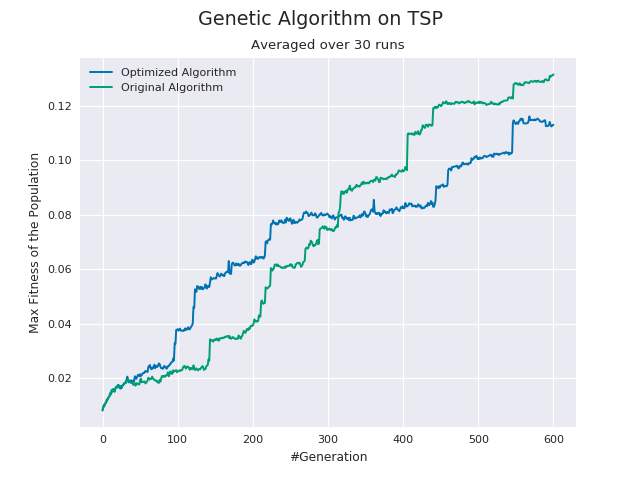 Genetic Algorithm on TSP
Averaged over 30 runs
Optimized Algorithm
Original Algorithm
Max Fitness of the Population
0.12
0.10
0.08
0.06
0.04
0.02
0 100 200 300 400 500 600
#Generation